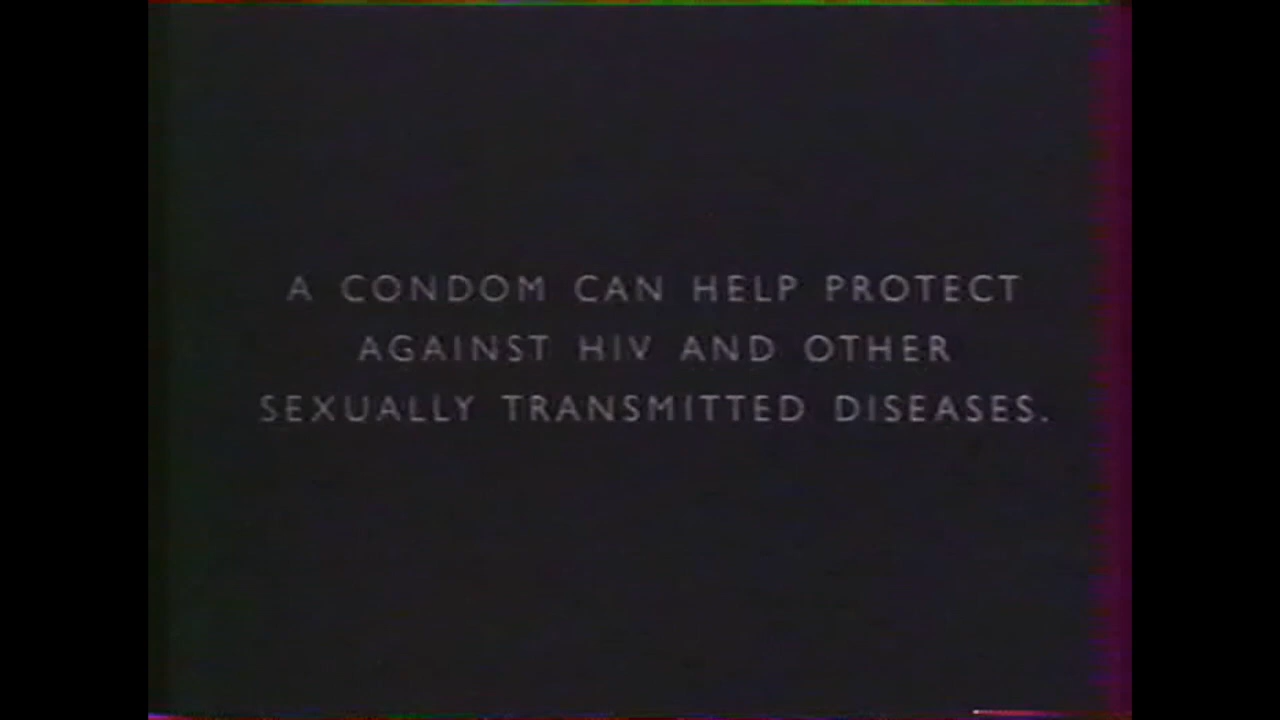 A CONDOM CAN HELP PROTECT
AGAINST HIV AND OTHER
SEXUALLY TRANSMITTED DISEASES.